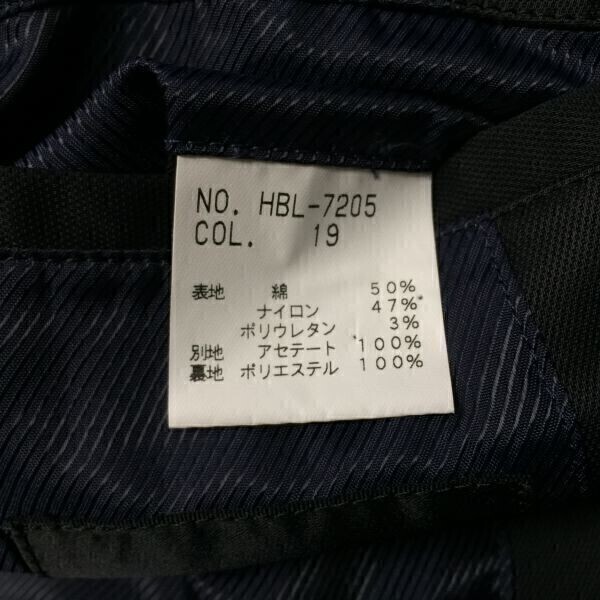 NO. HBL-7205
COL. 19
表地 綿 50%
ナイロン 47%
ポリウレタン 3%
別地 アセテート 100%
裏地 ポリエステル 100%